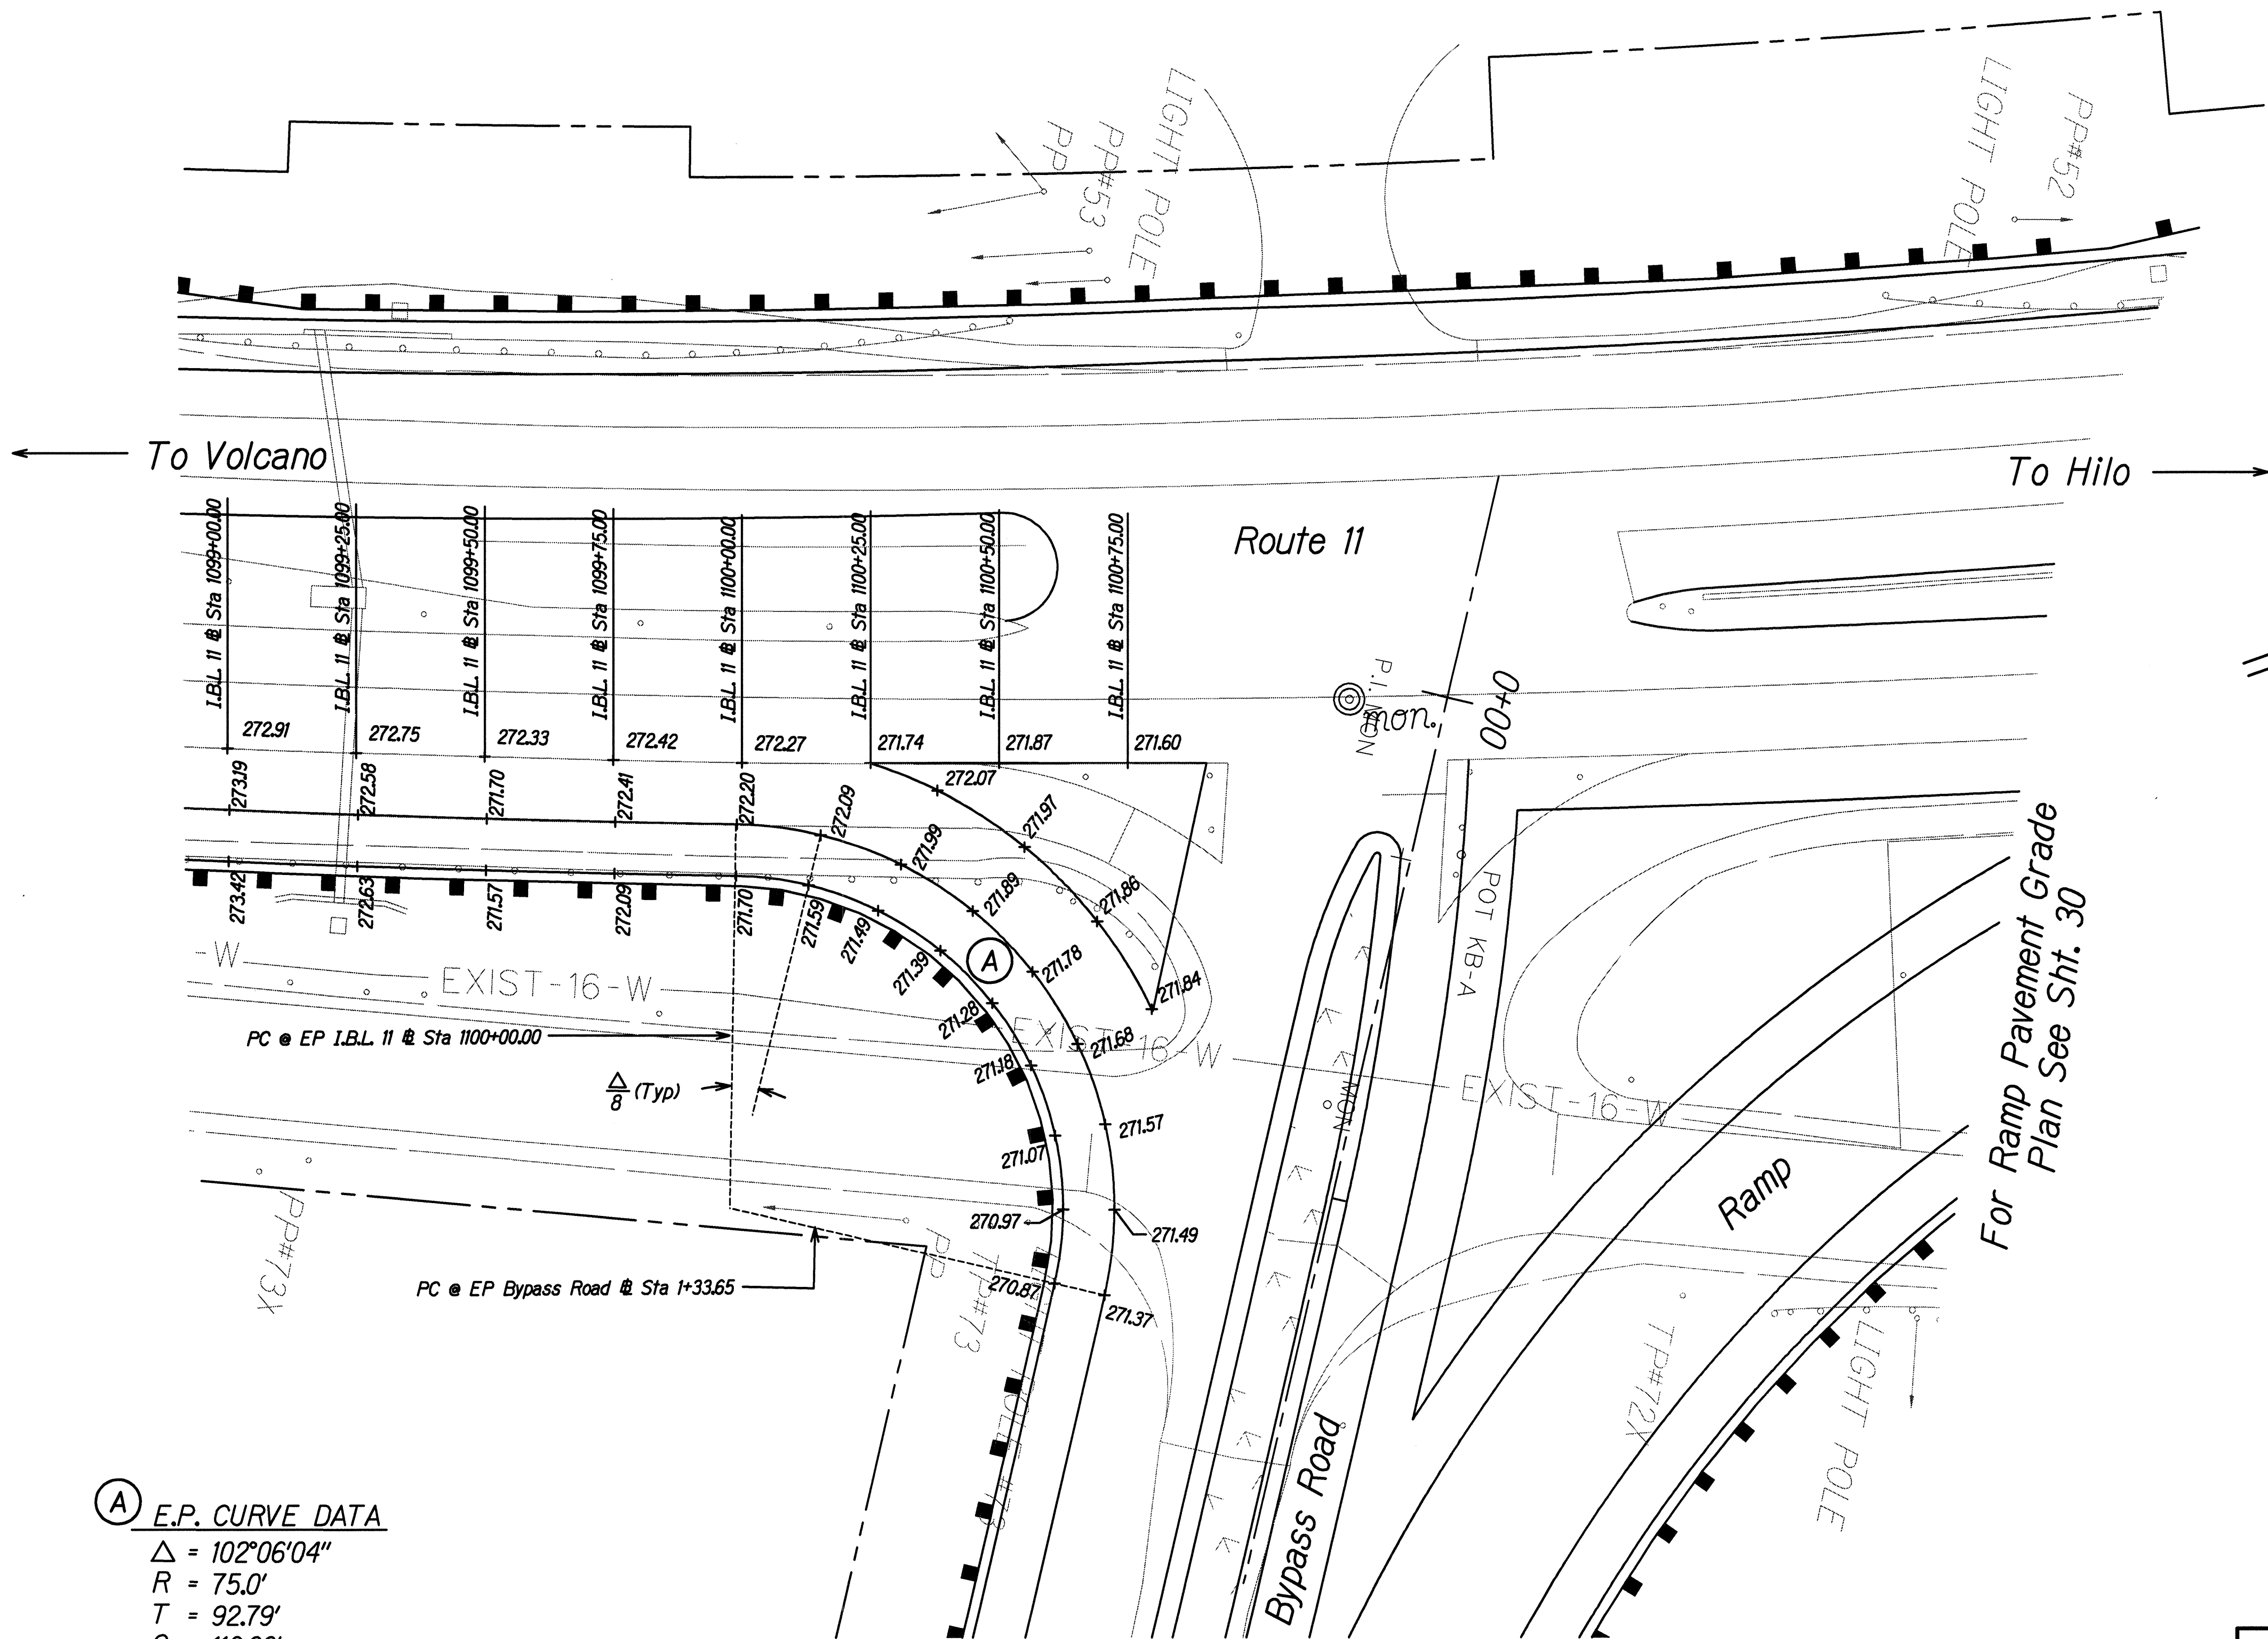 LIGHT POLE
PP
PP#53
LIGHT POLE
PP#52
To Volcano
To Hilo
Route 11
I.B.L. 11 ℄ Sta 1099+00.00
I.B.L. 11 ℄ Sta 1099+25.00
I.B.L. 11 ℄ Sta 1099+50.00
I.B.L. 11 ℄ Sta 1099+75.00
I.B.L. 11 ℄ Sta 1100+00.00
I.B.L. 11 ℄ Sta 1100+25.00
I.B.L. 11 ℄ Sta 1100+50.00
I.B.L. 11 ℄ Sta 1100+75.00
P.I. MON
mon.
0+00
272.91
272.75
272.33
272.42
272.27
271.74
271.87
271.60
273.19
272.58
271.70
272.41
272.20
272.09
272.07
271.99
271.97
271.89
271.86
271.78
271.84
271.68
271.57
271.49
271.37
273.42
272.63
271.57
272.09
271.70
271.59
271.49
271.39
271.28
271.18
271.07
270.97
270.87
A
-W
EXIST-16-W
EXIST-16-W
EXIST-16-W
POT KB-A
MON
PC @ EP I.B.L. 11 ℄ Sta 1100+00.00
△/8 (Typ)
PC @ EP Bypass Road ℄ Sta 1+33.65
PP#73X
PP
TP#73
LIGHT POLE #73
TP#72X
LIGHT POLE
Ramp
Bypass Road
For Ramp Pavement Grade
Plan See Sht. 30
A E.P. CURVE DATA
△ = 102°06'04"
R = 75.0'
T = 92.79'